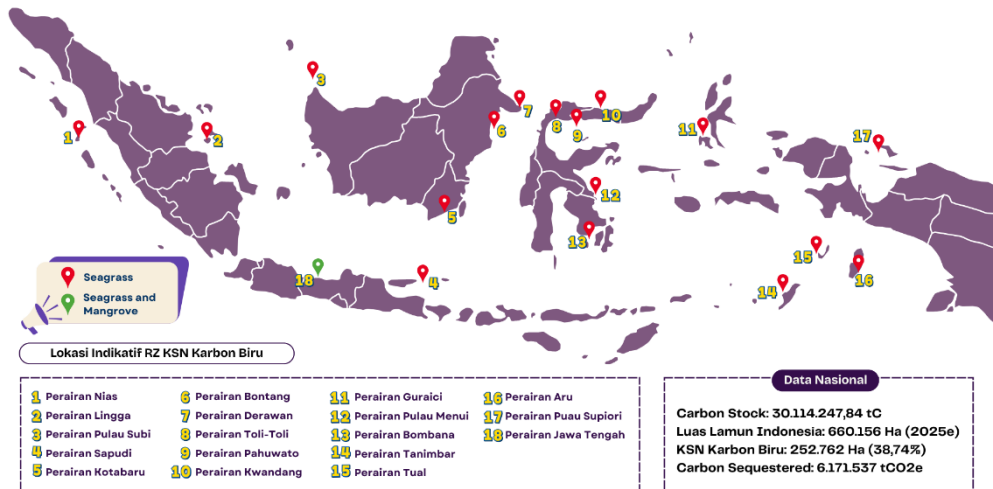 1
2
3
4
5
6
7
8
9
10
11
12
13
14
15
16
17
18
Seagrass
Seagrass and
Mangrove
Lokasi Indikatif RZ KSN Karbon Biru
1 Perairan Nias
2 Perairan Lingga
3 Perairan Pulau Subi
4 Perairan Sapudi
5 Perairan Kotabaru
6 Perairan Bontang
7 Perairan Derawan
8 Perairan Toli-Toli
9 Perairan Pahuwato
10 Perairan Kwandang
11 Perairan Guraici
12 Perairan Pulau Menui
13 Perairan Bombana
14 Perairan Tanimbar
15 Perairan Tual
16 Perairan Aru
17 Perairan Puau Supiori
18 Perairan Jawa Tengah
Data Nasional
Carbon Stock: 30.114.247,84 tC
Luas Lamun Indonesia: 660.156 Ha (2025e)
KSN Karbon Biru: 252.762 Ha (38,74%)
Carbon Sequestered: 6.171.537 tCO2e